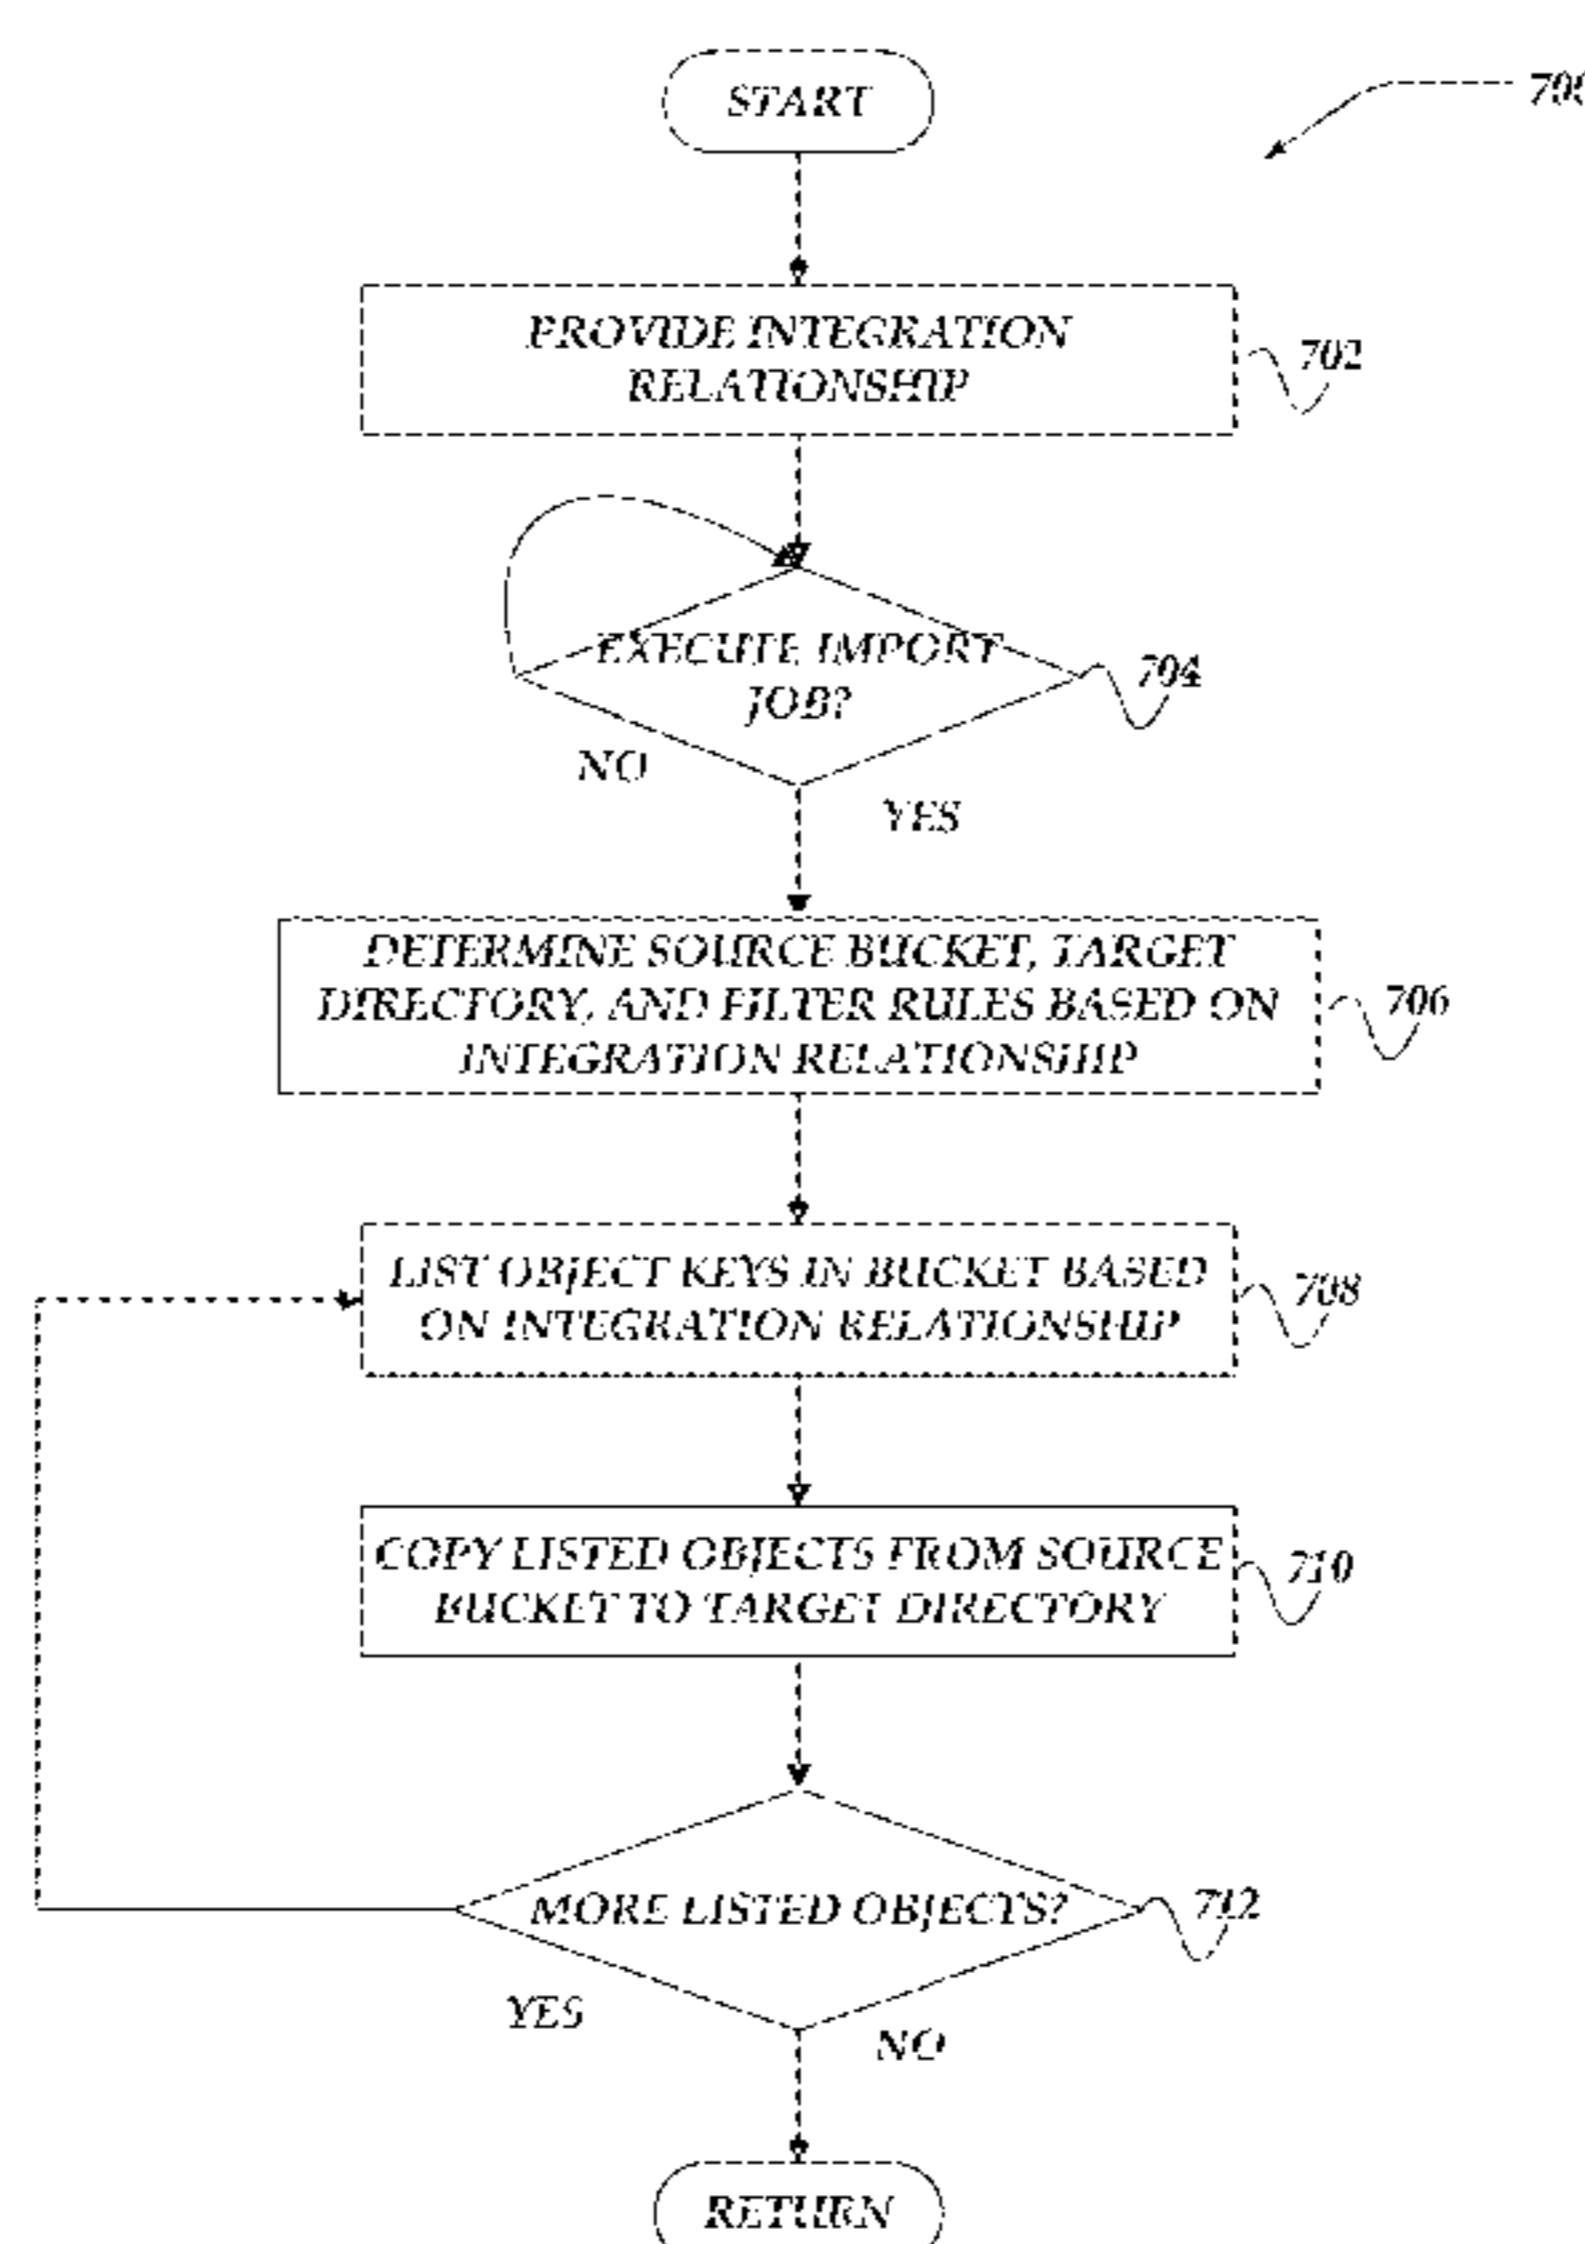 START
700
PROVIDE INTEGRATION
RELATIONSHIP
702
EXECUTE IMPORT
JOB?
704
NO
YES
DETERMINE SOURCE BUCKET, TARGET
DIRECTORY, AND FILTER RULES BASED ON
INTEGRATION RELATIONSHIP
706
LIST OBJECT KEYS IN BUCKET BASED
ON INTEGRATION RELATIONSHIP
708
COPY LISTED OBJECTS FROM SOURCE
BUCKET TO TARGET DIRECTORY
710
MORE LISTED OBJECTS?
712
YES
NO
RETURN